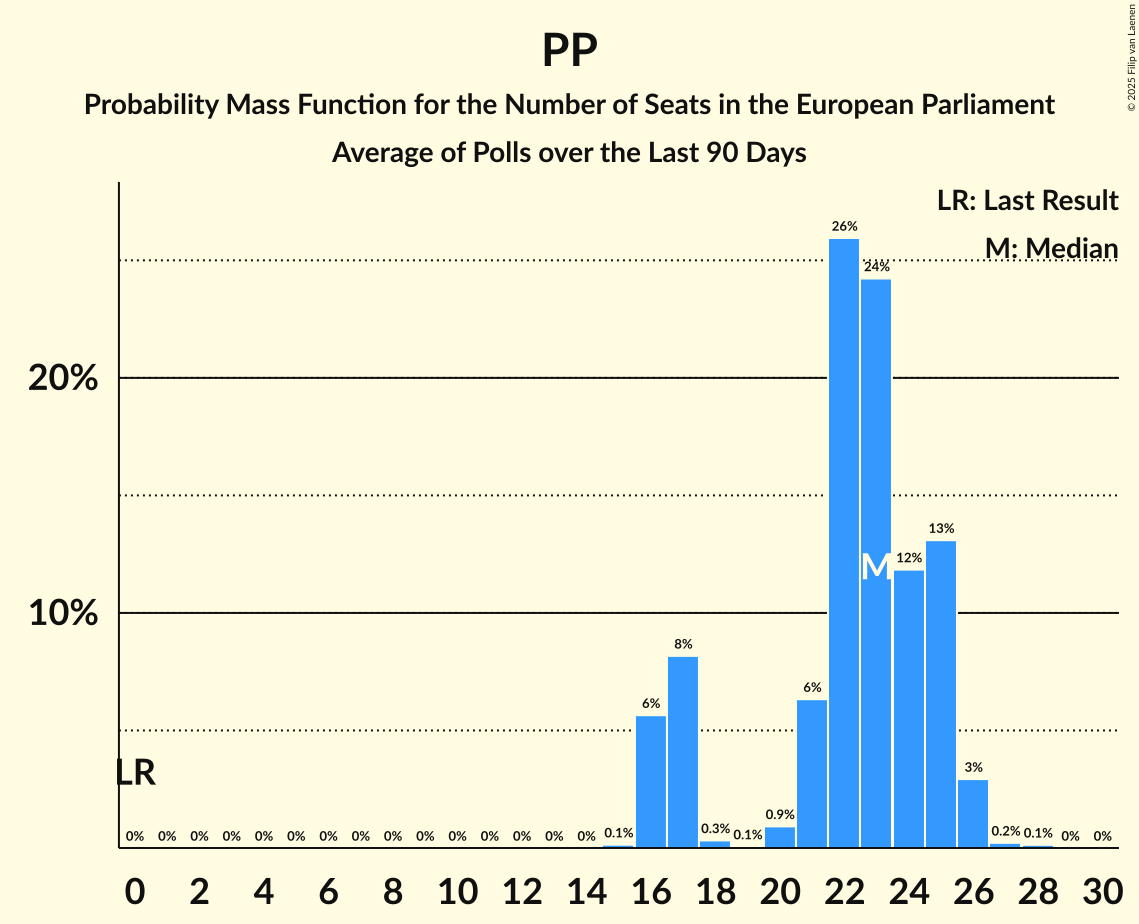 PP
Probability Mass Function for the Number of Seats in the European Parliament
Average of Polls over the Last 90 Days
© 2025 Filip van Laenen
LR: Last Result
M: Median
20%
10%
LR
M
0% 0% 0% 0% 0% 0% 0% 0% 0% 0% 0% 0% 0% 0% 0% 0.1% 6% 8% 0.3% 0.1% 0.9% 6% 26% 24% 12% 13% 3% 0.2% 0.1% 0% 0%
0 2 4 6 8 10 12 14 16 18 20 22 24 26 28 30